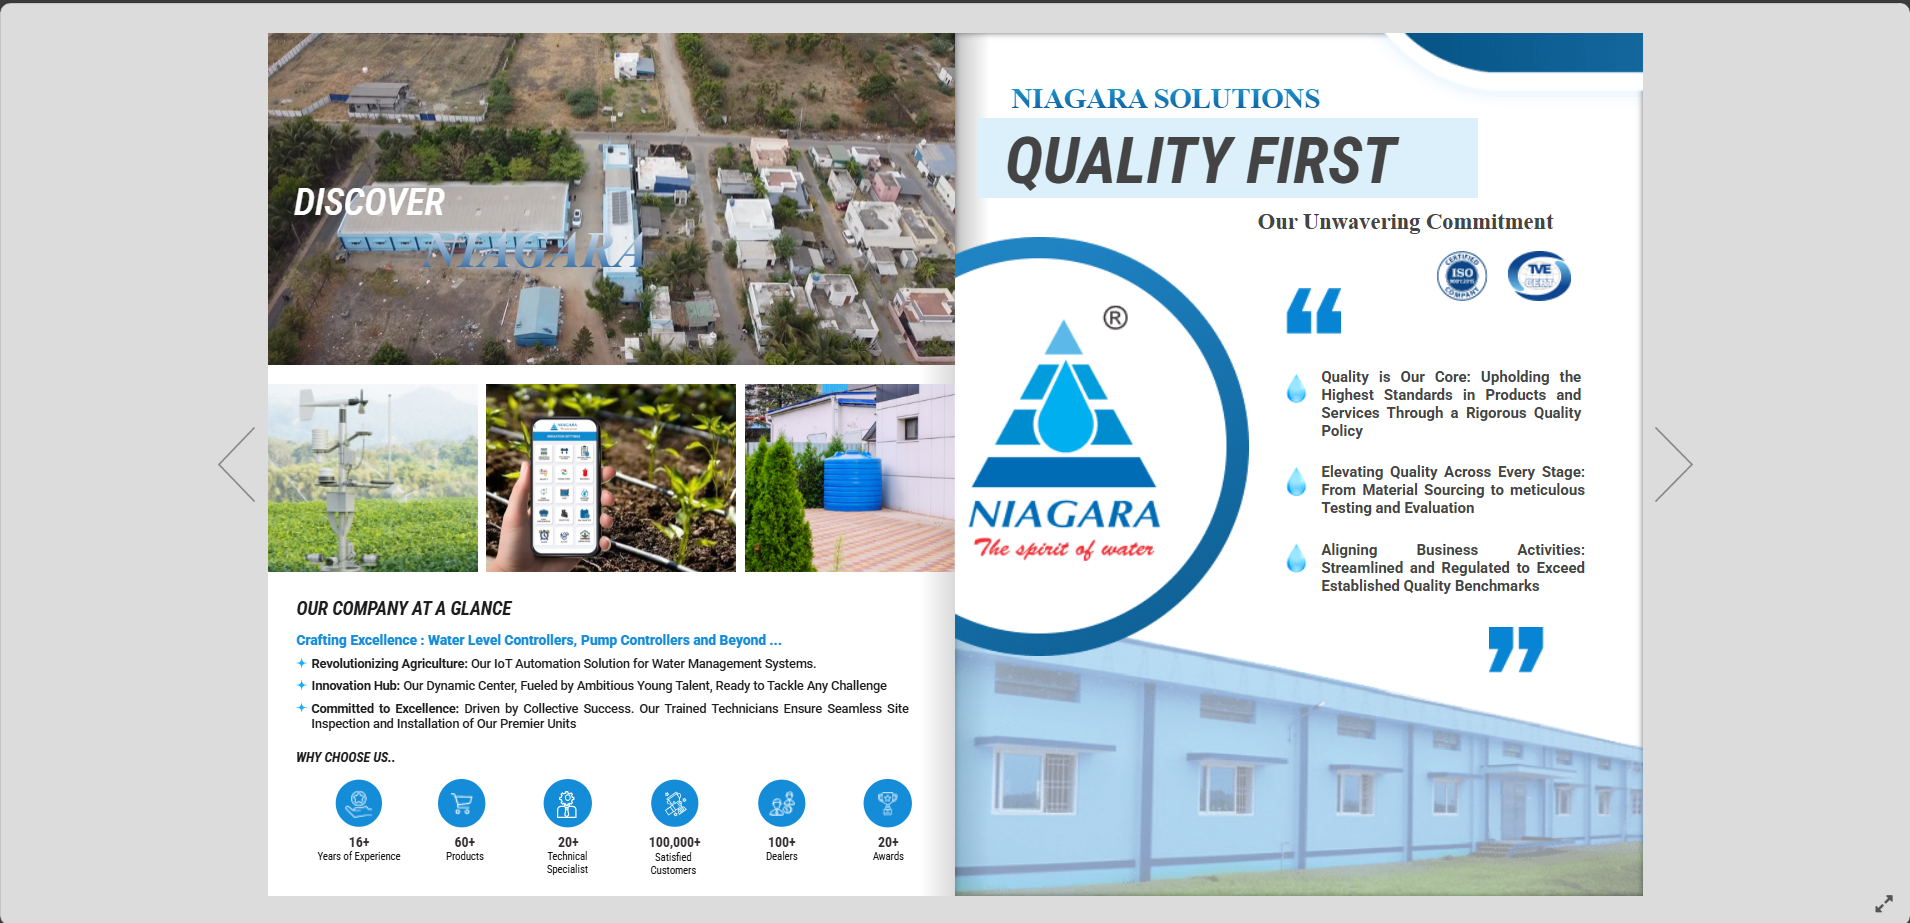 DISCOVER
NIAGARA
NIAGARA
OUR COMPANY AT A GLANCE
Crafting Excellence : Water Level Controllers, Pump Controllers and Beyond ...
Revolutionizing Agriculture: Our IoT Automation Solution for Water Management Systems.
Innovation Hub: Our Dynamic Center, Fueled by Ambitious Young Talent, Ready to Tackle Any Challenge
Committed to Excellence: Driven by Collective Success. Our Trained Technicians Ensure Seamless Site
Inspection and Installation of Our Premier Units
WHY CHOOSE US..
16+
Years of Experience
60+
Products
20+
Technical
Specialist
100,000+
Satisfied
Customers
100+
Dealers
20+
Awards
NIAGARA SOLUTIONS
QUALITY FIRST
Our Unwavering Commitment
CERTIFIED
ISO
COMPANY
TVE
CERT
“
®
NIAGARA
The spirit of water
Quality is Our Core: Upholding the
Highest Standards in Products and
Services Through a Rigorous Quality
Policy
Elevating Quality Across Every Stage:
From Material Sourcing to meticulous
Testing and Evaluation
Aligning Business Activities:
Streamlined and Regulated to Exceed
Established Quality Benchmarks
”